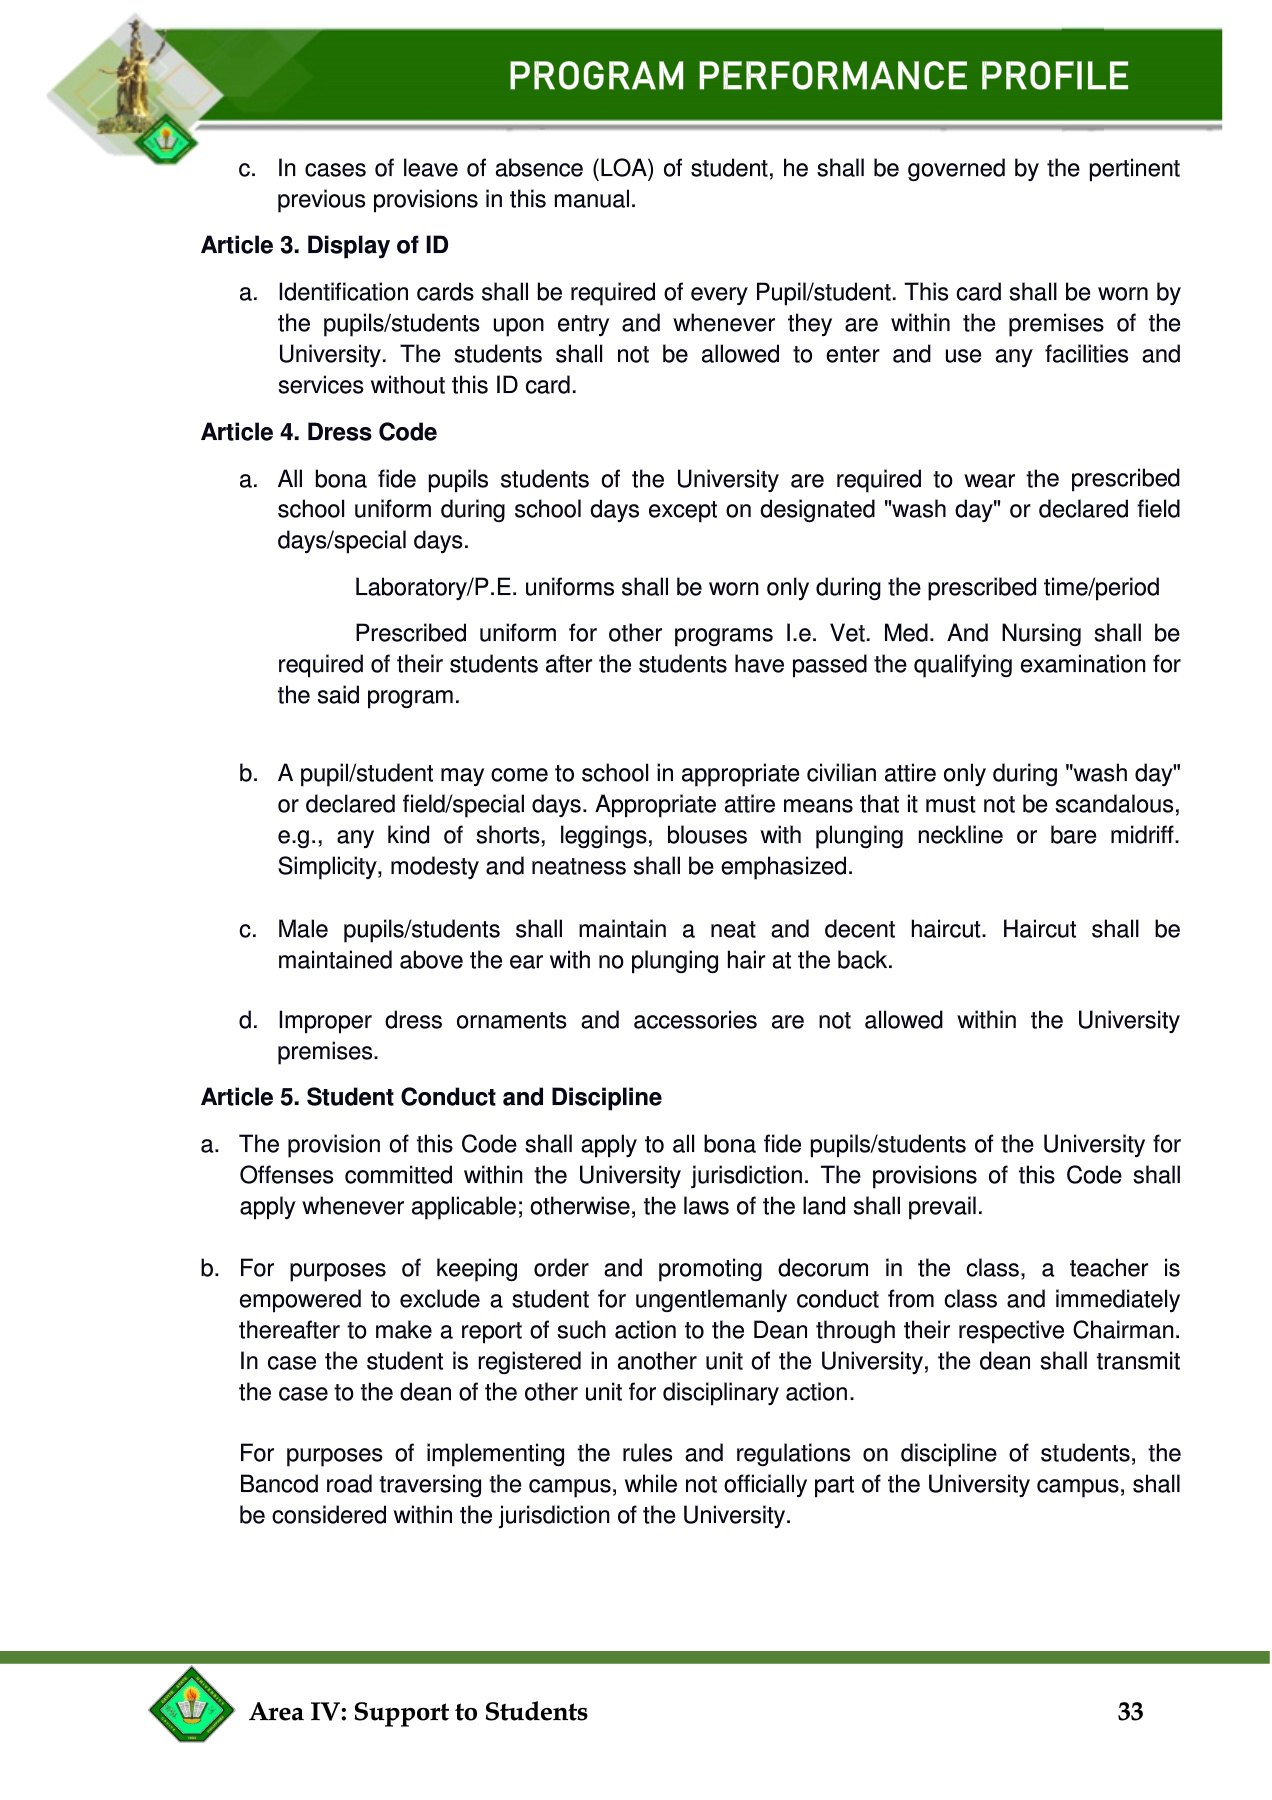 PROGRAM PERFORMANCE PROFILE
c. In cases of leave of absence (LOA) of student, he shall be governed by the pertinent
previous provisions in this manual.
Article 3. Display of ID
a. Identification cards shall be required of every Pupil/student. This card shall be worn by
the pupils/students upon entry and whenever they are within the premises of the
University. The students shall not be allowed to enter and use any facilities and
services without this ID card.
Article 4. Dress Code
a. All bona fide pupils students of the University are required to wear the prescribed
school uniform during school days except on designated "wash day" or declared field
days/special days.
Laboratory/P.E. uniforms shall be worn only during the prescribed time/period
Prescribed uniform for other programs I.e. Vet. Med. And Nursing shall be
required of their students after the students have passed the qualifying examination for
the said program.
b. A pupil/student may come to school in appropriate civilian attire only during "wash day"
or declared field/special days. Appropriate attire means that it must not be scandalous,
e.g., any kind of shorts, leggings, blouses with plunging neckline or bare midriff.
Simplicity, modesty and neatness shall be emphasized.
c. Male pupils/students shall maintain a neat and decent haircut. Haircut shall be
maintained above the ear with no plunging hair at the back.
d. Improper dress ornaments and accessories are not allowed within the University
premises.
Article 5. Student Conduct and Discipline
a. The provision of this Code shall apply to all bona fide pupils/students of the University for
Offenses committed within the University jurisdiction. The provisions of this Code shall
apply whenever applicable; otherwise, the laws of the land shall prevail.
b. For purposes of keeping order and promoting decorum in the class, a teacher is
empowered to exclude a student for ungentlemanly conduct from class and immediately
thereafter to make a report of such action to the Dean through their respective Chairman.
In case the student is registered in another unit of the University, the dean shall transmit
the case to the dean of the other unit for disciplinary action.
For purposes of implementing the rules and regulations on discipline of students, the
Bancod road traversing the campus, while not officially part of the University campus, shall
be considered within the jurisdiction of the University.
Area IV: Support to Students 33